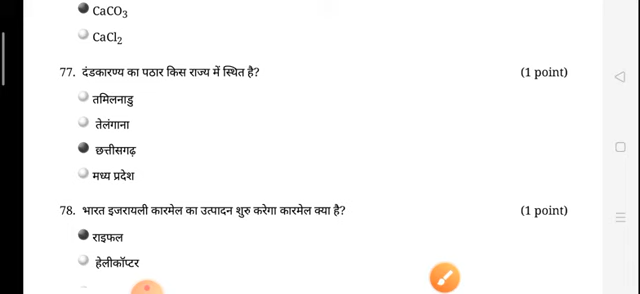 CaCO3
CaCl2
77. दंडकारण्य का पठार किस राज्य में स्थित है? (1 point)
तमिलनाडु
तेलंगाना
छत्तीसगढ़
मध्य प्रदेश
78. भारत इजरायली कारमेल का उत्पादन शुरु करेगा कारमेल क्या है? (1 point)
राइफल
हेलीकॉप्टर